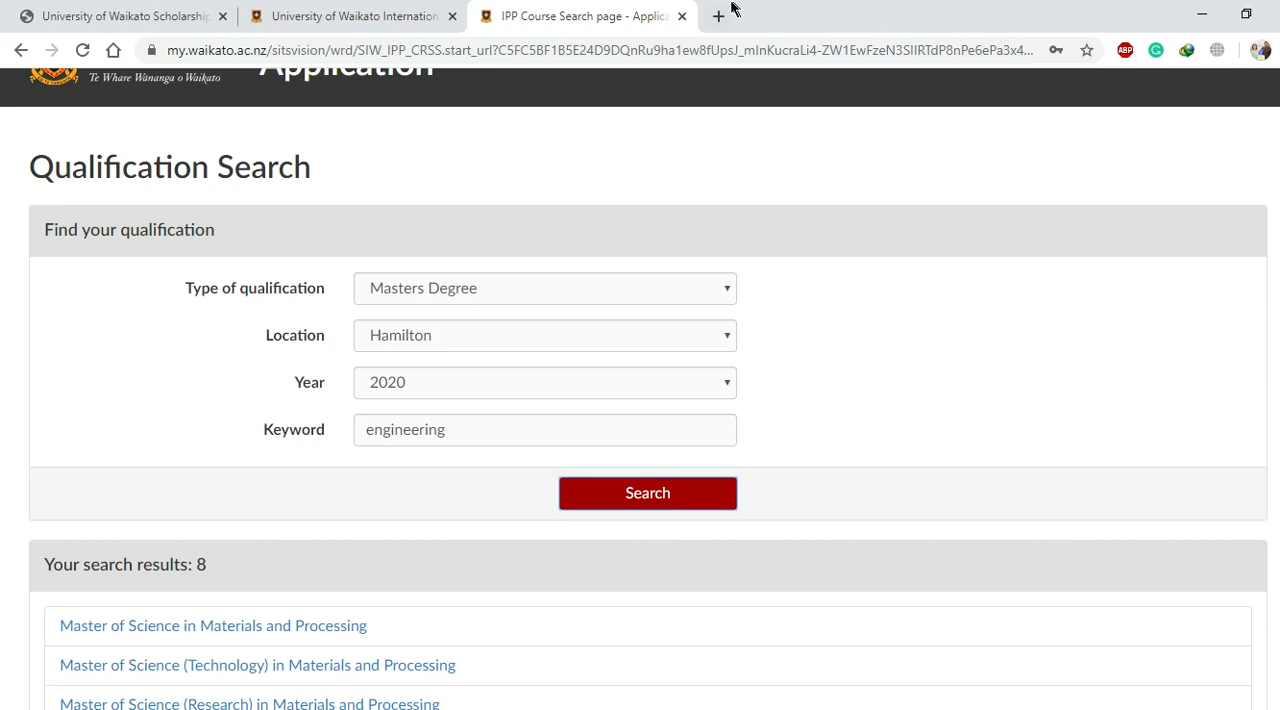 University of Waikato Scholarship
University of Waikato Internation
IPP Course Search page - Applica
my.waikato.ac.nz/sitsvision/wrd/SIW_IPP_CRSS.start_url?C5FC5BF1B5E24D9DQnRu9ha1ew8fUpsJ_mInKucraLi4-ZW1EwFzeN3SIIRTdP8nPe6ePa3x4...
ABP
Application
Te Whare Wānanga o Waikato
Qualification Search
Find your qualification
Type of qualification Masters Degree
Location Hamilton
Year 2020
Keyword engineering
Search
Your search results: 8
Master of Science in Materials and Processing
Master of Science (Technology) in Materials and Processing
Master of Science (Research) in Materials and Processing